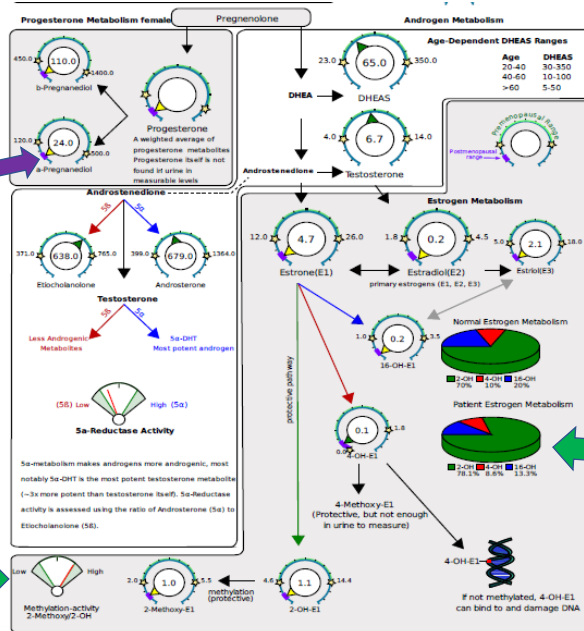 Progesterone Metabolism female
Pregnenolone
Androgen Metabolism
450.0
110.0
1400.0
b-Pregnanediol
Progesterone
120.0
24.0
500.0
a-Pregnanediol
A weighted average of
progesterone metabolites
Progesterone itself is not
found in urine in
measurable levels
Age-Dependent DHEAS Ranges
Age DHEAS
20-40 30-350
40-60 10-100
>60 5-50
23.0
65.0
350.0
DHEA
DHEAS
4.0
6.7
14.0
Testosterone
Androstenedione
Premenopausal Range
Postmenopausal
range
Androstenedione
5ß
5α
371.0
638.0
765.0
Etiocholanolone
399.0
679.0
1364.0
Androsterone
Testosterone
5ß
5α
Less Androgenic
Metabolites
5α-DHT
Most potent androgen
(5ß) Low
High (5α)
5a-Reductase Activity
5α-metabolism makes androgens more androgenic, most
notably 5α-DHT is the most potent testosterone metabolite
(~3x more potent than testosterone itself). 5α-Reductase
activity is assessed using the ratio of Androsterone (5α) to
Etiocholanolone (5ß).
Estrogen Metabolism
12.0
4.7
26.0
Estrone(E1)
1.8
0.2
4.5
Estradiol(E2)
5.0
2.1
18.0
Estriol(E3)
primary estrogens (E1, E2, E3)
1.0
0.2
3.5
16-OH-E1
protective pathway
0.1
1.8
4-OH-E1
Normal Estrogen Metabolism
2-OH 4-OH 16-OH
70% 10% 20%
Patient Estrogen Metabolism
2-OH 4-OH 16-OH
78.1% 8.6% 13.3%
4-Methoxy-E1
(Protective, but not enough
in urine to measure)
4-OH-E1
If not methylated, 4-OH-E1
can bind to and damage DNA
Low
High
Methylation-activity
2-Methoxy/2-OH
2.0
1.0
5.5
2-Methoxy-E1
methylation
(protective)
4.6
1.1
14.4
2-OH-E1